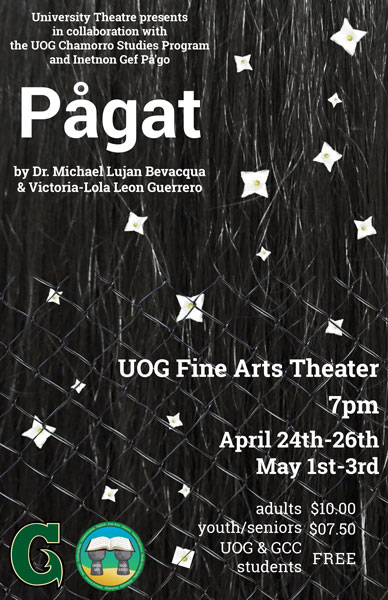 University Theatre presents
in collaboration with
the UOG Chamorro Studies Program
and Inetnon Gef På'go
Pågat
by Dr. Michael Lujan Bevacqua
& Victoria-Lola Leon Guerrero
UOG Fine Arts Theater
7pm
April 24th-26th
May 1st-3rd
adults $10.00
youth/seniors $07.50
UOG & GCC
students FREE
G